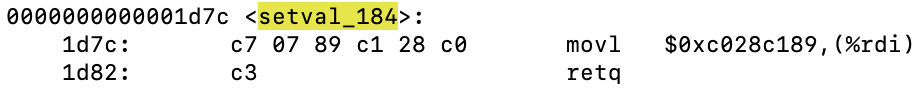 0000000000001d7c <setval_184>:
1d7c: c7 07 89 c1 28 c0 movl $0xc028c189,(%rdi)
1d82: c3 retq